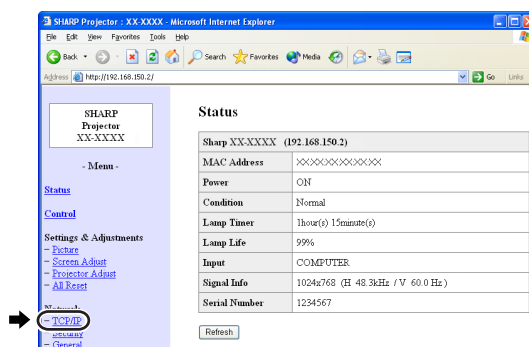 SHARP Projector : XX-XXXX - Microsoft Internet Explorer
File Edit View Favorites Tools Help
Back Search Favorites Media
Address http://192.168.150.2/ Go Links
SHARP
Projector
XX-XXXX
- Menu -
Status
Control
Settings & Adjustments
– Picture
– Screen Adjust
– Projector Adjust
– All Reset
Network
– TCP/IP
– Security
– General
Status
Sharp XX-XXXX (192.168.150.2)
MAC Address XXXXXXXXXXXX
Power ON
Condition Normal
Lamp Timer 1hour(s) 15minute(s)
Lamp Life 99%
Input COMPUTER
Signal Info 1024x768 (H 48.3kHz / V 60.0 Hz)
Serial Number 1234567
Refresh